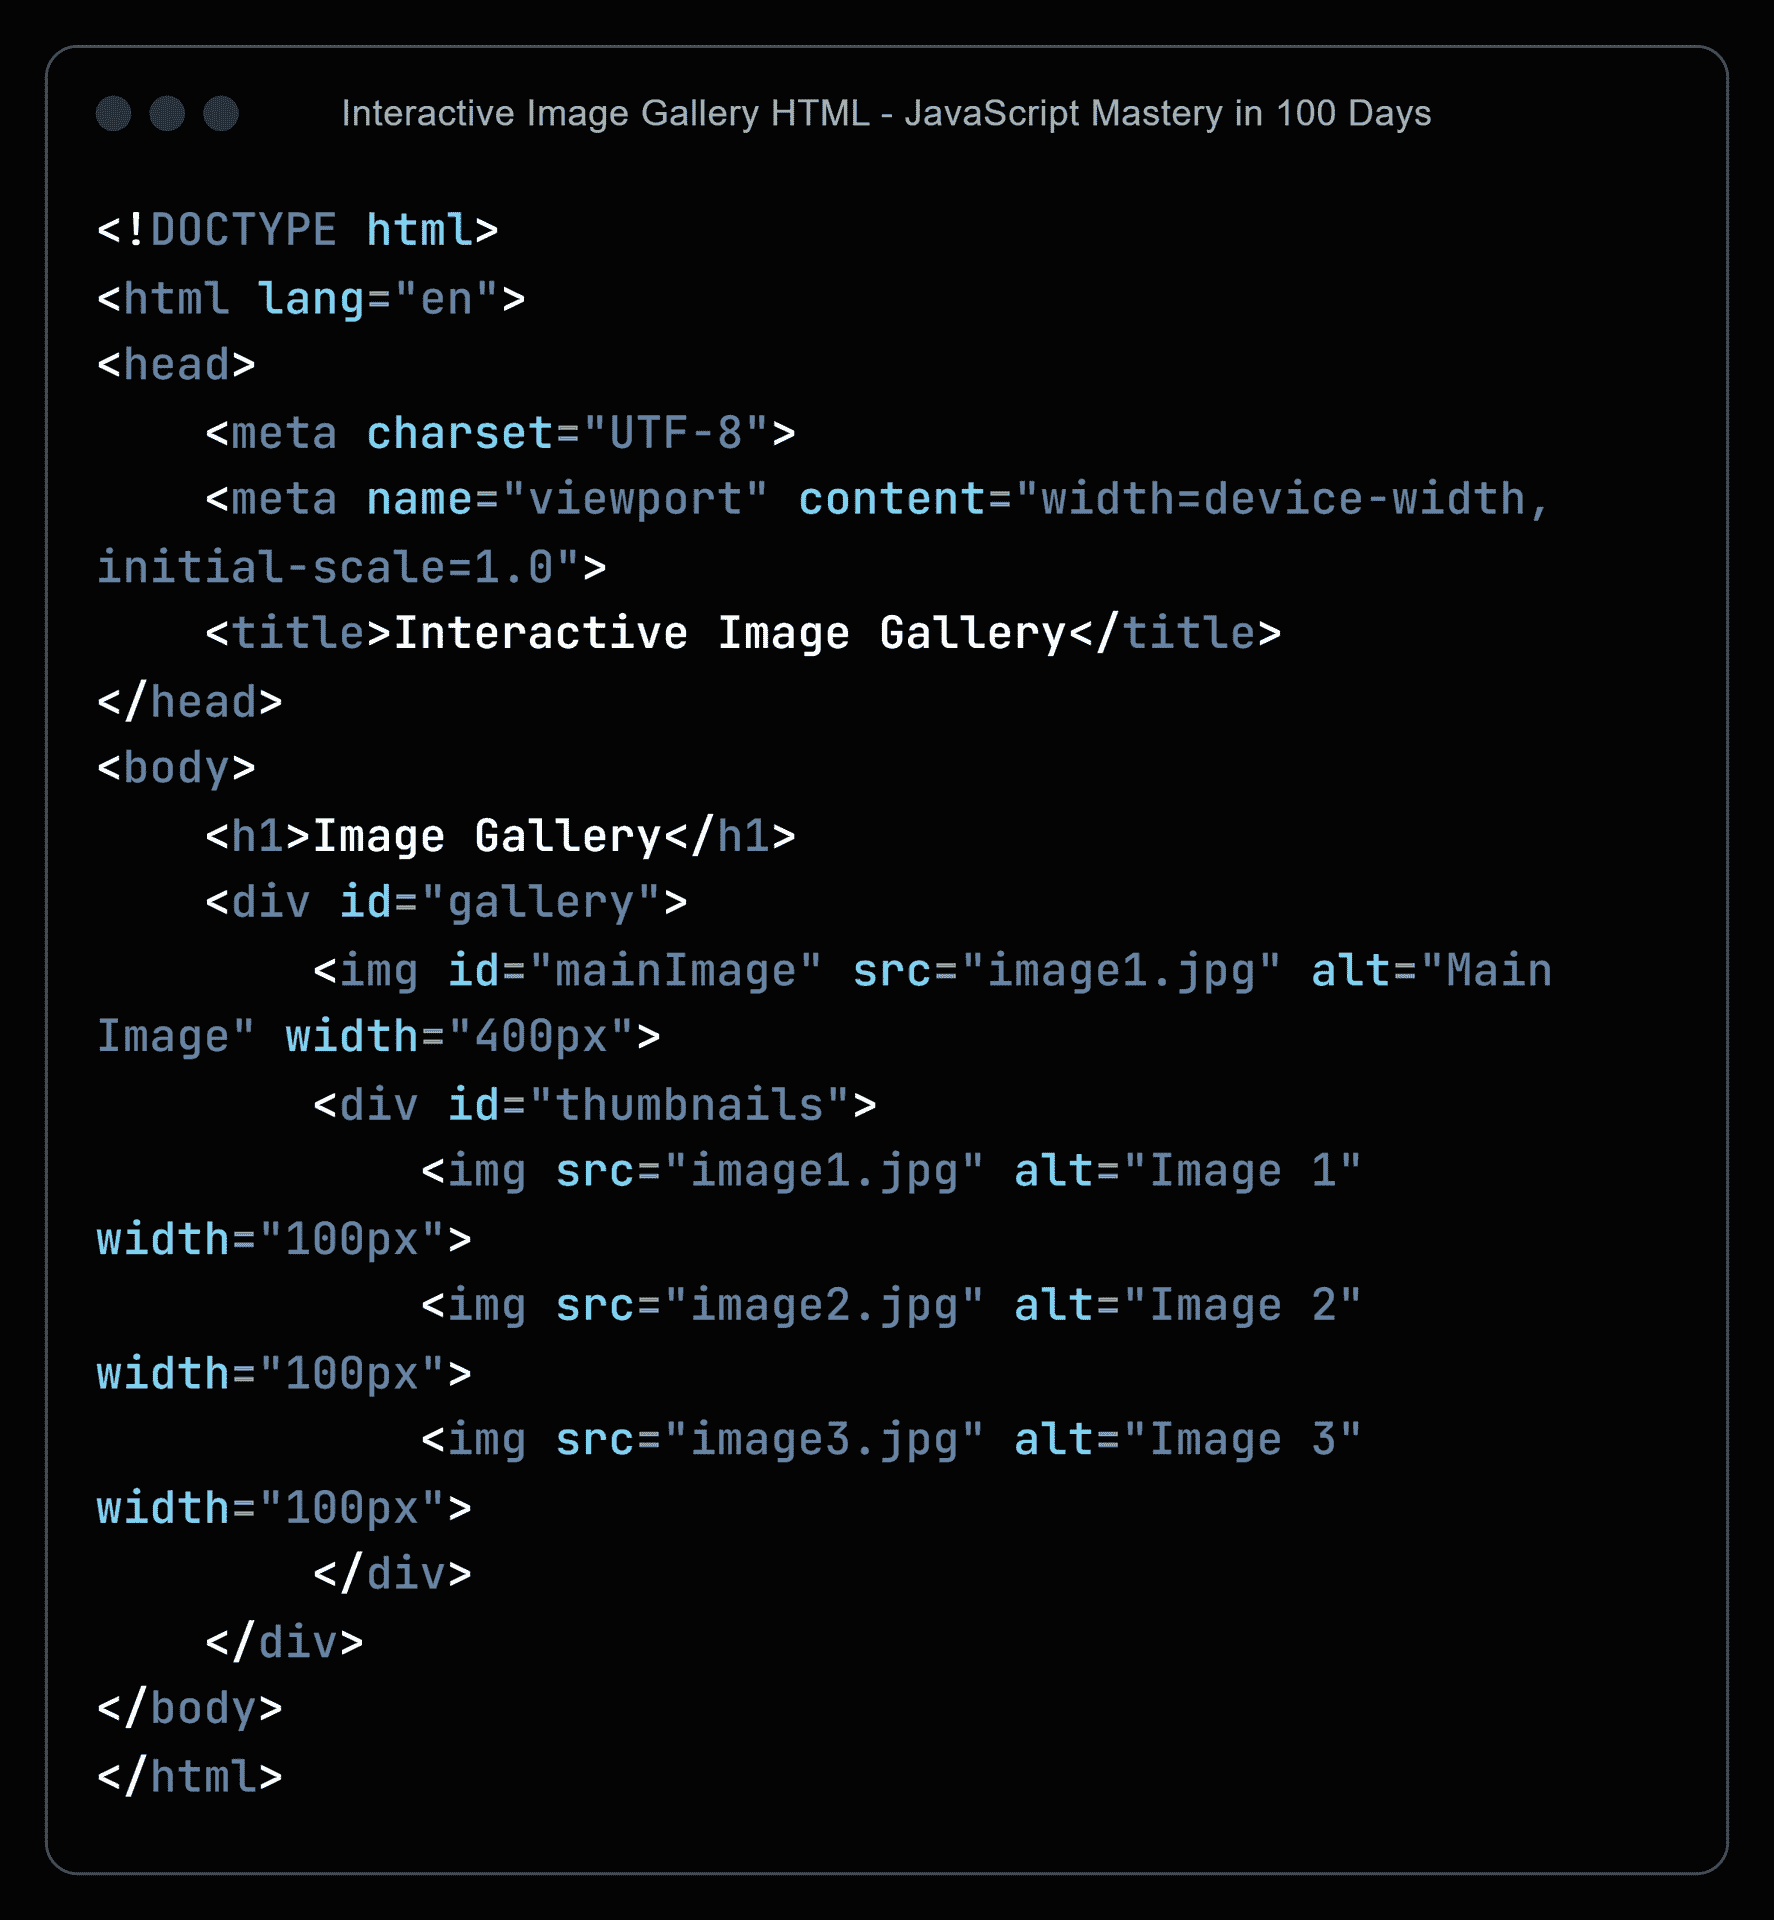 Interactive Image Gallery HTML - JavaScript Mastery in 100 Days
<!DOCTYPE html>
<html lang="en">
<head>
    <meta charset="UTF-8">
    <meta name="viewport" content="width=device-width,
initial-scale=1.0">
    <title>Interactive Image Gallery</title>
</head>
<body>
    <h1>Image Gallery</h1>
    <div id="gallery">
        <img id="mainImage" src="image1.jpg" alt="Main
Image" width="400px">
        <div id="thumbnails">
            <img src="image1.jpg" alt="Image 1"
width="100px">
            <img src="image2.jpg" alt="Image 2"
width="100px">
            <img src="image3.jpg" alt="Image 3"
width="100px">
        </div>
    </div>
</body>
</html>